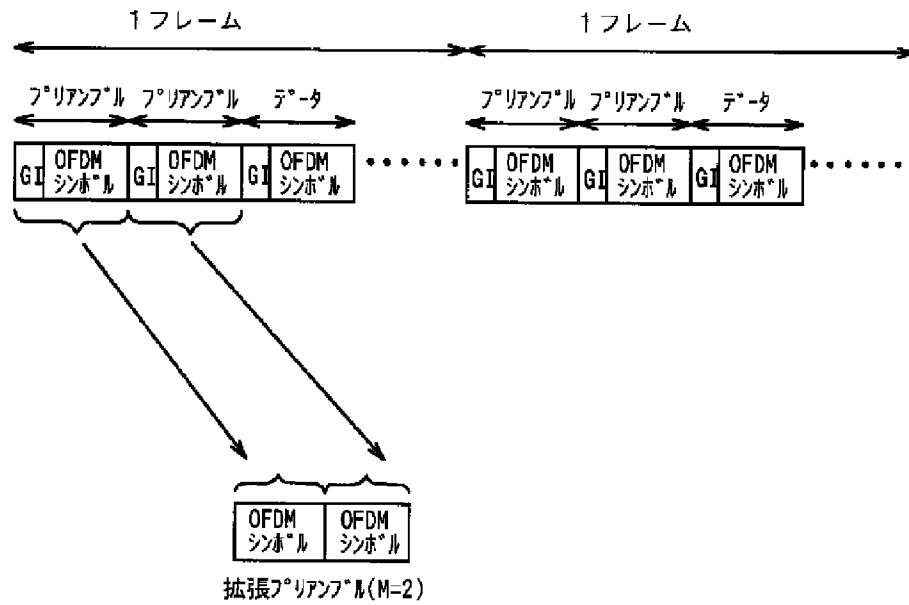 1フレーム 1フレーム
プリアンブル プリアンブル データ プリアンブル プリアンブル データ
GI OFDM シンボル GI OFDM シンボル GI OFDM シンボル ・・・・・・ GI OFDM シンボル GI OFDM シンボル GI OFDM シンボル ・・・・・・
OFDM シンボル OFDM シンボル
拡張プリアンブル(M=2)